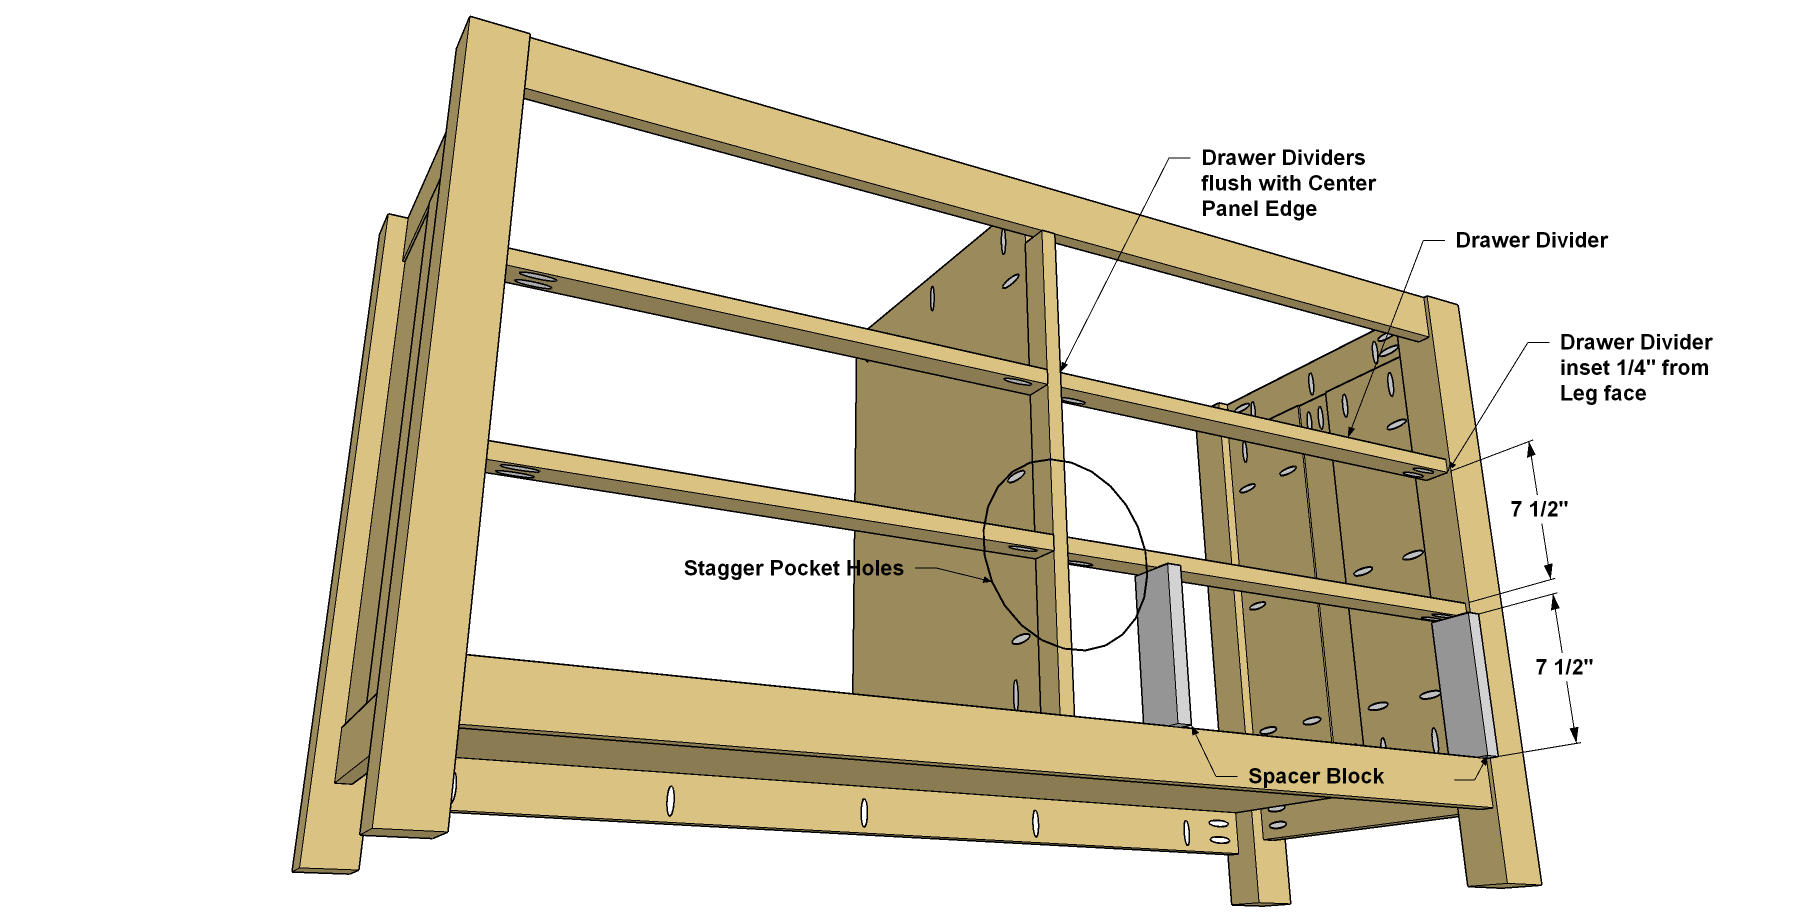 Drawer Dividers
flush with Center
Panel Edge
Drawer Divider
Drawer Divider
inset 1/4" from
Leg face
7 1/2"
Stagger Pocket Holes
7 1/2"
Spacer Block